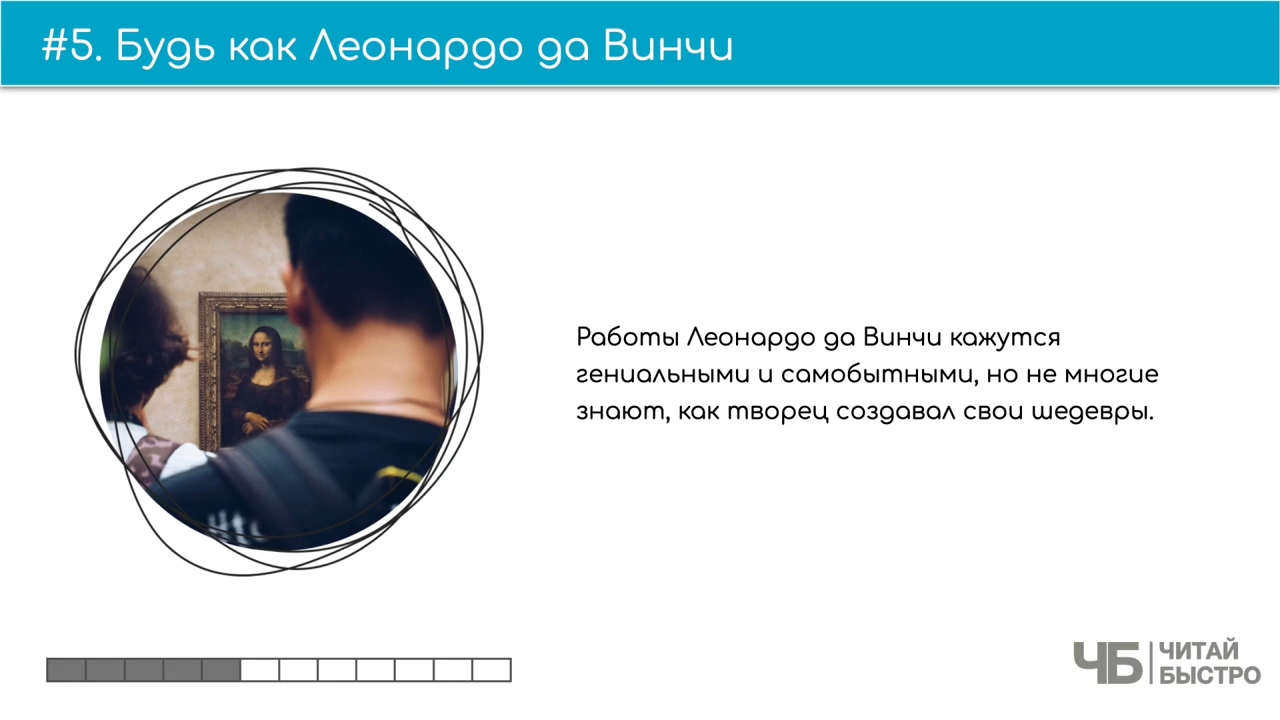 #5. Будь как Леонардо да Винчи
Работы Леонардо да Винчи кажутся
гениальными и самобытными, но не многие
знают, как творец создавал свои шедевры.
ЧБ
ЧИТАЙ
БЫСТРО